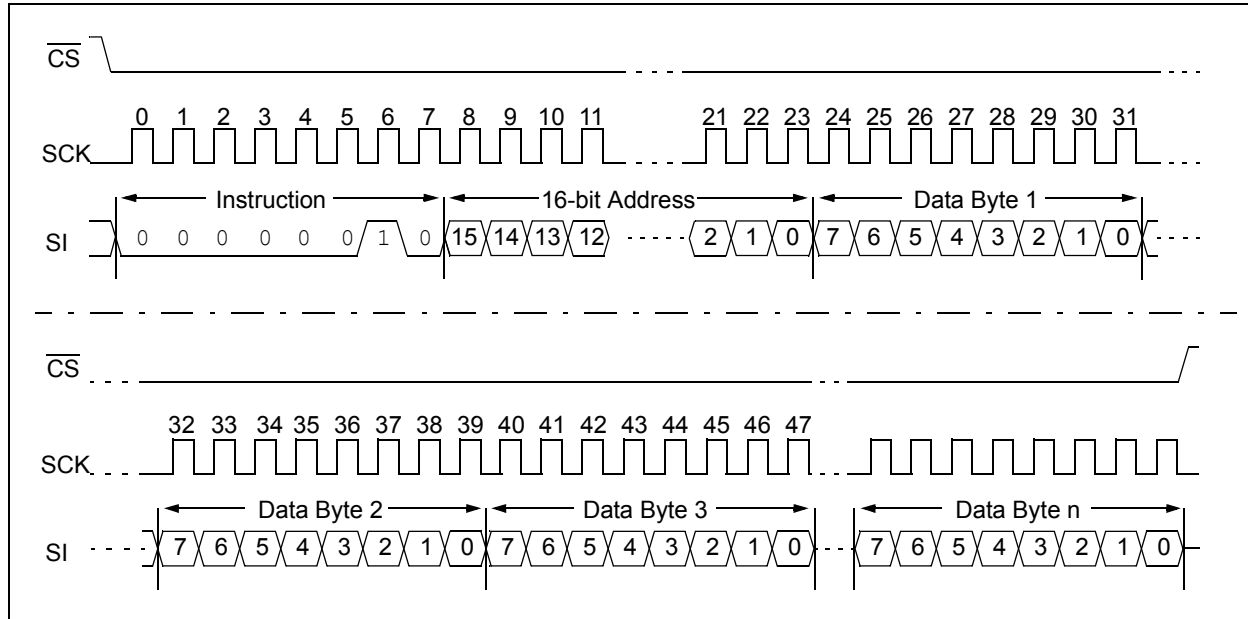 CS
0 1 2 3 4 5 6 7 8 9 10 11 21 22 23 24 25 26 27 28 29 30 31
SCK
Instruction 16-bit Address Data Byte 1
SI 0 0 0 0 0 0 1 0 15 14 13 12 2 1 0 7 6 5 4 3 2 1 0
CS
32 33 34 35 36 37 38 39 40 41 42 43 44 45 46 47
SCK
Data Byte 2 Data Byte 3 Data Byte n
SI 7 6 5 4 3 2 1 0 7 6 5 4 3 2 1 0 7 6 5 4 3 2 1 0